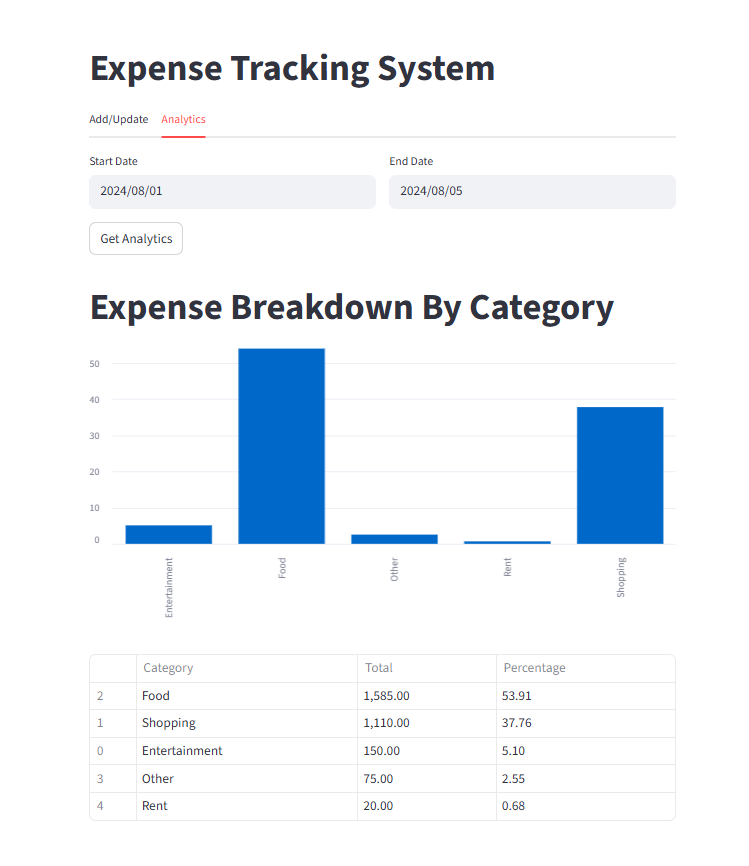 Expense Tracking System
Add/Update Analytics
Start Date End Date
2024/08/01 2024/08/05
Get Analytics
Expense Breakdown By Category
50
40
30
20
10
0
Entertainment Food Other Rent Shopping
Category Total Percentage
2 Food 1,585.00 53.91
1 Shopping 1,110.00 37.76
0 Entertainment 150.00 5.10
3 Other 75.00 2.55
4 Rent 20.00 0.68